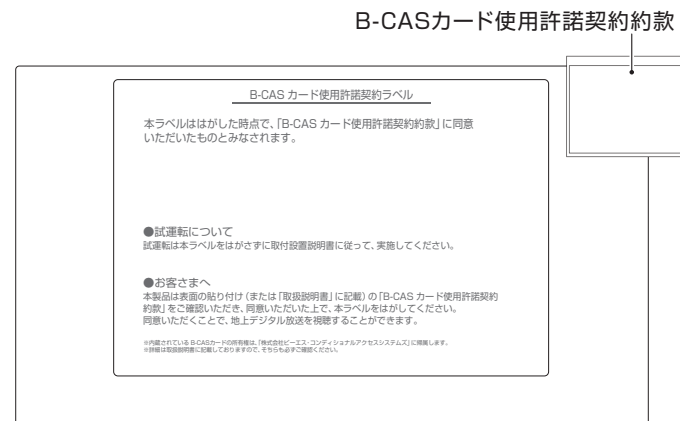 B-CASカード使用許諾契約約款
B-CAS カード使用許諾契約ラベル
本ラベルははがした時点で、「B-CAS カード使用許諾契約約款」に同意
いただいたものとみなされます。
●試運転について
試運転は本ラベルをはがさずに取付設置説明書に従って、実施してください。
●お客さまへ
本製品は表面の貼り付け（または「取扱説明書」に記載）の「B-CAS カード使用許諾契約
約款」をご確認いただき、同意いただいた上で、本ラベルをはがしてください。
同意いただくことで、地上デジタル放送を視聴することができます。
※内蔵されている B-CASカードの所有権は、「株式会社ビーエス・コンディショナルアクセスシステムズ」に帰属します。
※詳細は取扱説明書に記載しておりますので、そちらも必ずご確認ください。